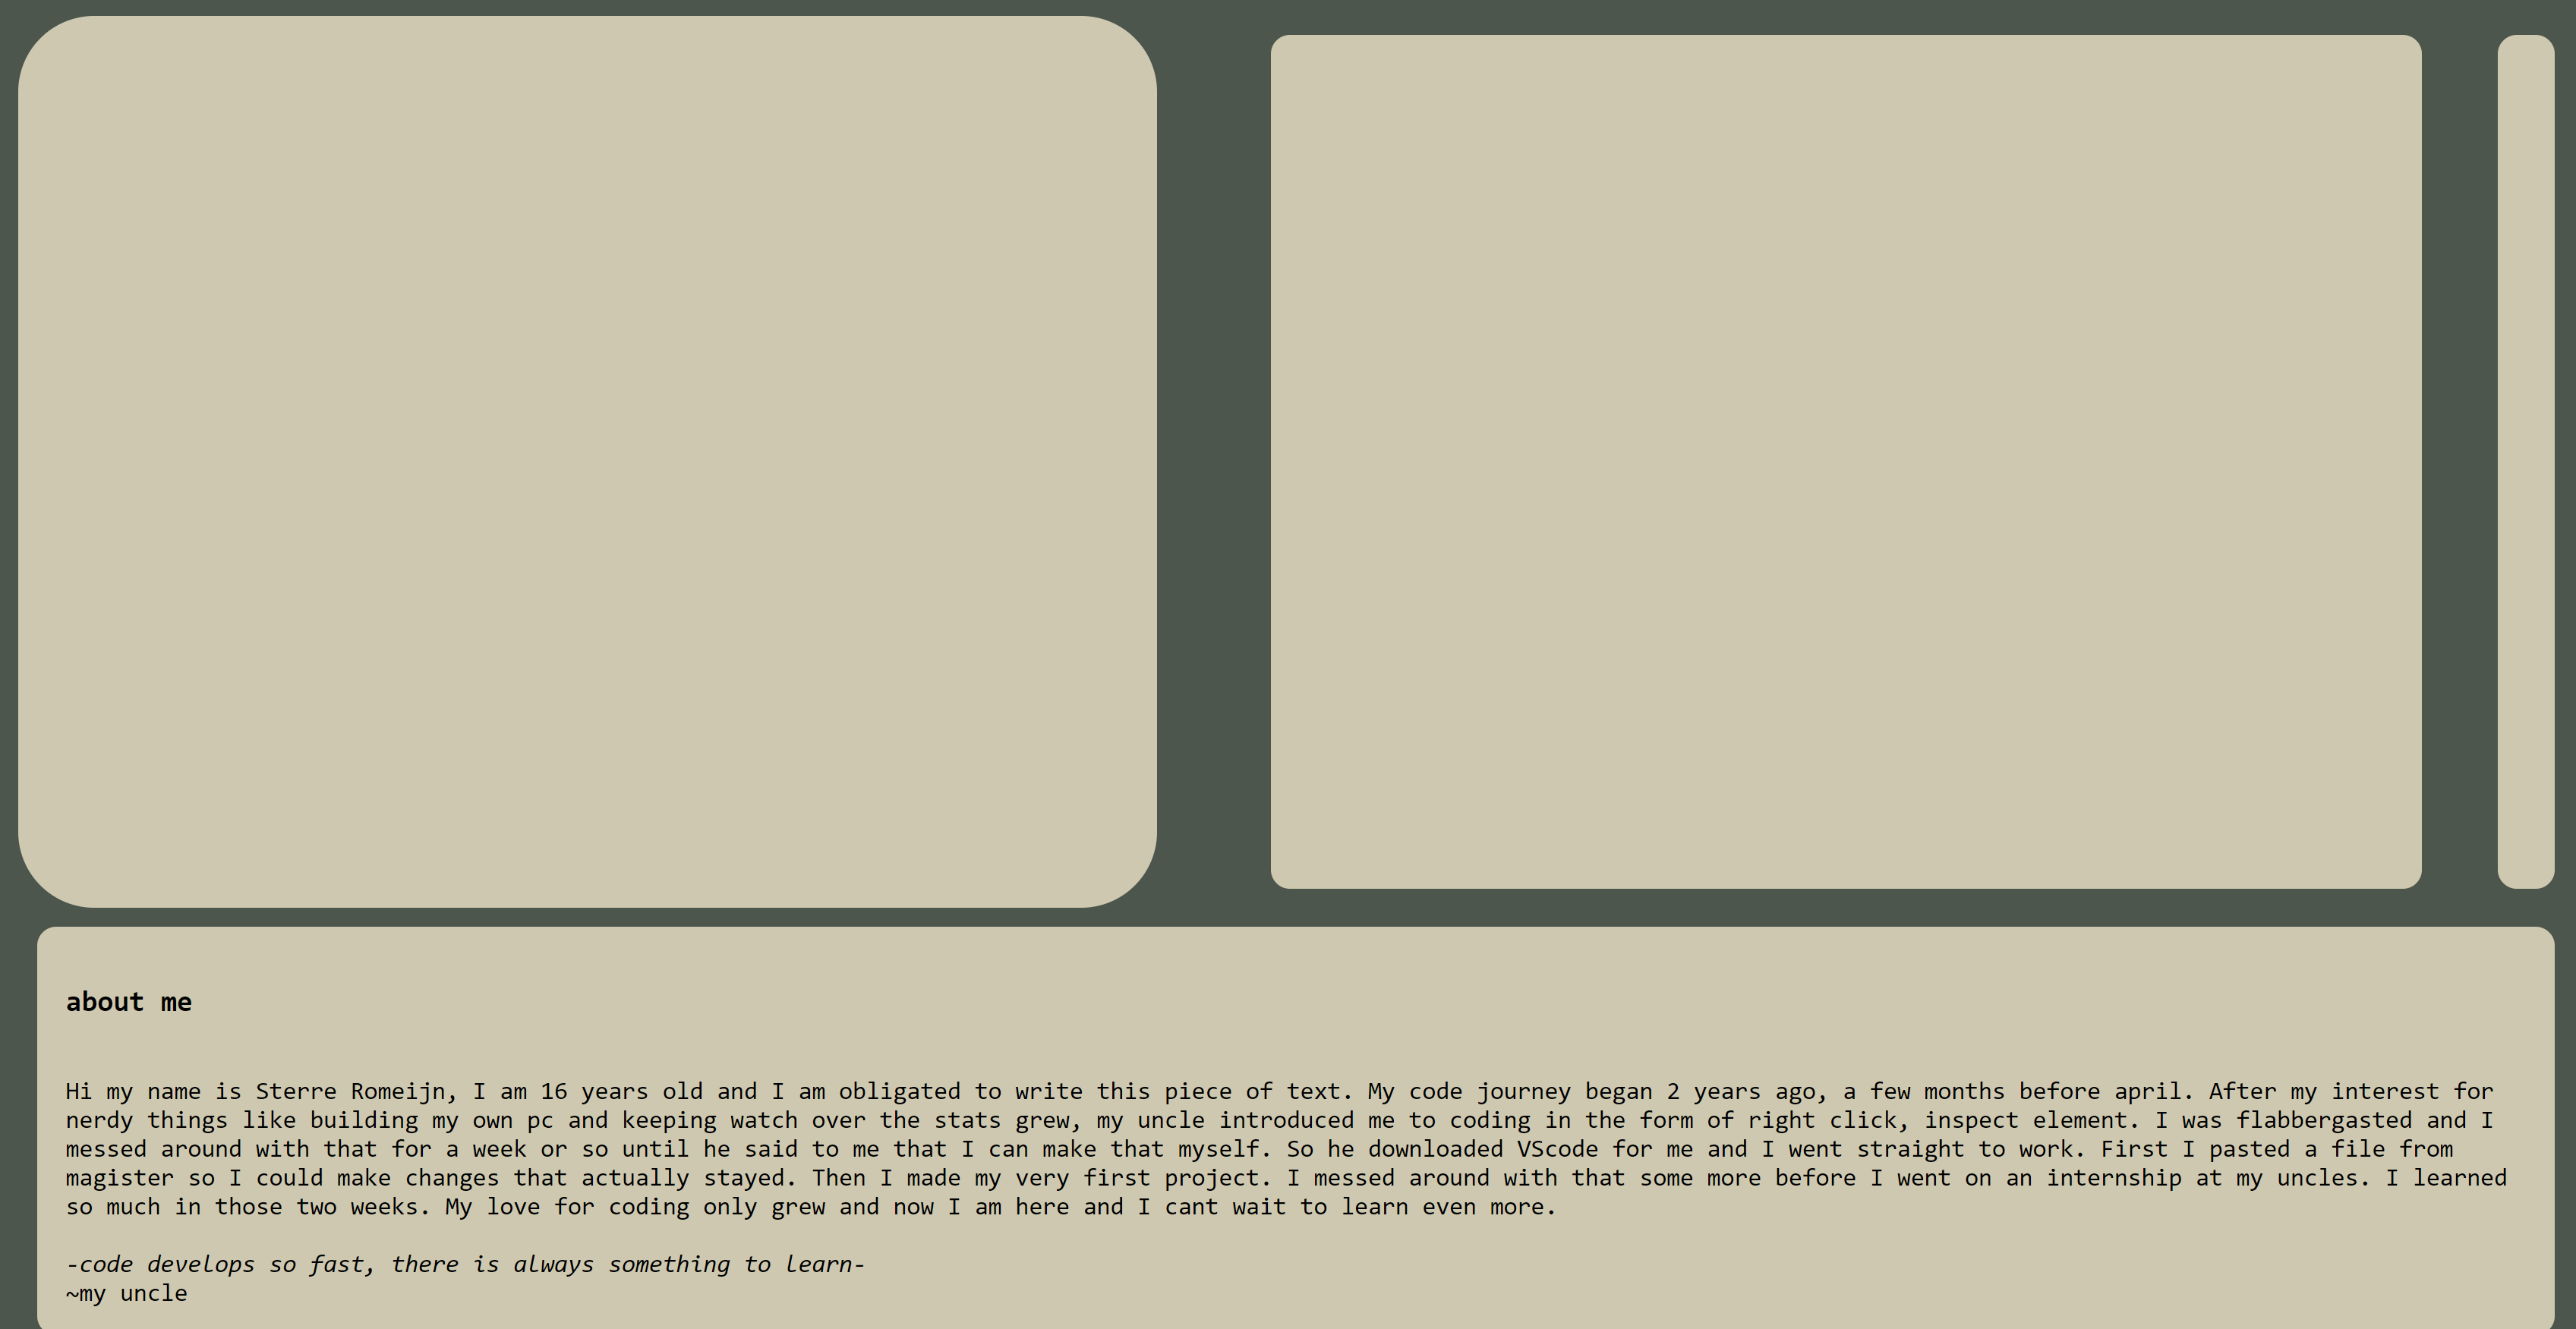 about me
Hi my name is Sterre Romeijn, I am 16 years old and I am obligated to write this piece of text. My code journey began 2 years ago, a few months before april. After my interest for
nerdy things like building my own pc and keeping watch over the stats grew, my uncle introduced me to coding in the form of right click, inspect element. I was flabbergasted and I
messed around with that for a week or so until he said to me that I can make that myself. So he downloaded VScode for me and I went straight to work. First I pasted a file from
magister so I could make changes that actually stayed. Then I made my very first project. I messed around with that some more before I went on an internship at my uncles. I learned
so much in those two weeks. My love for coding only grew and now I am here and I cant wait to learn even more.
-code develops so fast, there is always something to learn-
~my uncle